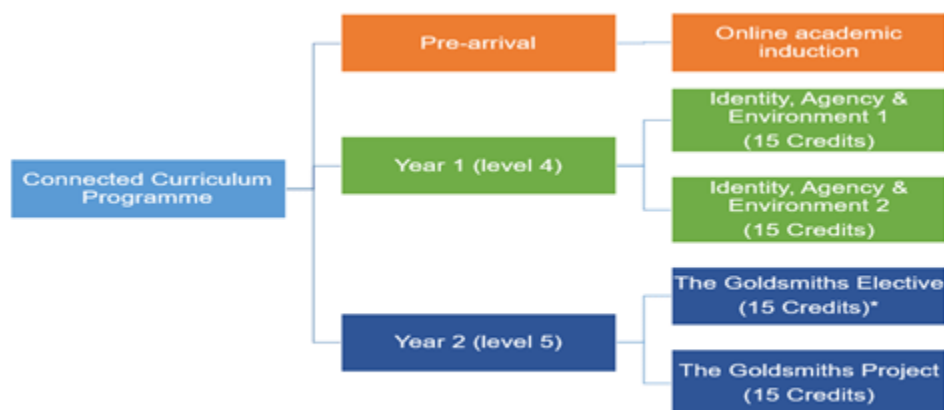 Connected Curriculum
Programme
Pre-arrival
Online academic
induction
Year 1 (level 4)
Identity, Agency &
Environment 1
(15 Credits)
Identity, Agency &
Environment 2
(15 Credits)
Year 2 (level 5)
The Goldsmiths Elective
(15 Credits)*
The Goldsmiths Project
(15 Credits)